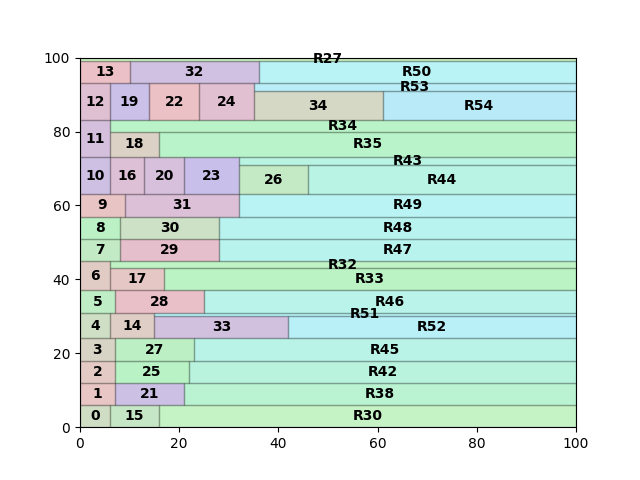 R27
100
13 32 R50
R53
12 19 22 24 34 R54
R34
80
11 18 R35
R43
10 16 20 23 26 R44
60
9 31 R49
8 30 R48
7 29 R47
R32
6 17 R33
40
5 28 R46
R51
4 14 33 R52
20
3 27 R45
2 25 R42
1 21 R38
0 15 R30
0
0 20 40 60 80 100